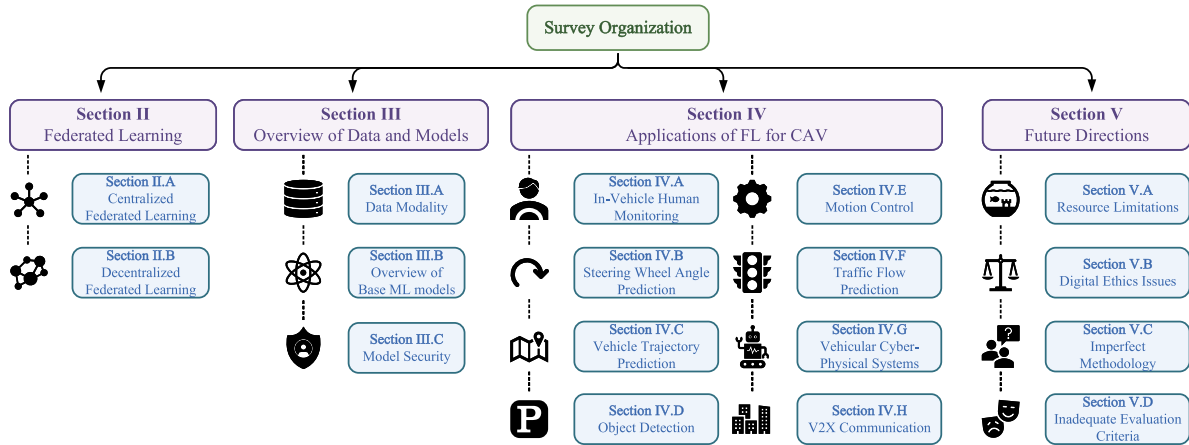 Survey Organization
Section II
Federated Learning
Section II.A
Centralized
Federated Learning
Section II.B
Decentralized
Federated Learning
Section III
Overview of Data and Models
Section III.A
Data Modality
Section III.B
Overview of
Base ML models
Section III.C
Model Security
Section IV
Applications of FL for CAV
Section IV.A
In-Vehicle Human
Monitoring
Section IV.B
Steering Wheel Angle
Prediction
Section IV.C
Vehicle Trajectory
Prediction
P
Section IV.D
Object Detection
Section IV.E
Motion Control
Section IV.F
Traffic Flow
Prediction
Section IV.G
Vehicular Cyber-
Physical Systems
Section IV.H
V2X Communication
Section V
Future Directions
Section V.A
Resource Limitations
Section V.B
Digital Ethics Issues
?
Section V.C
Imperfect
Methodology
Section V.D
Inadequate Evaluation
Criteria